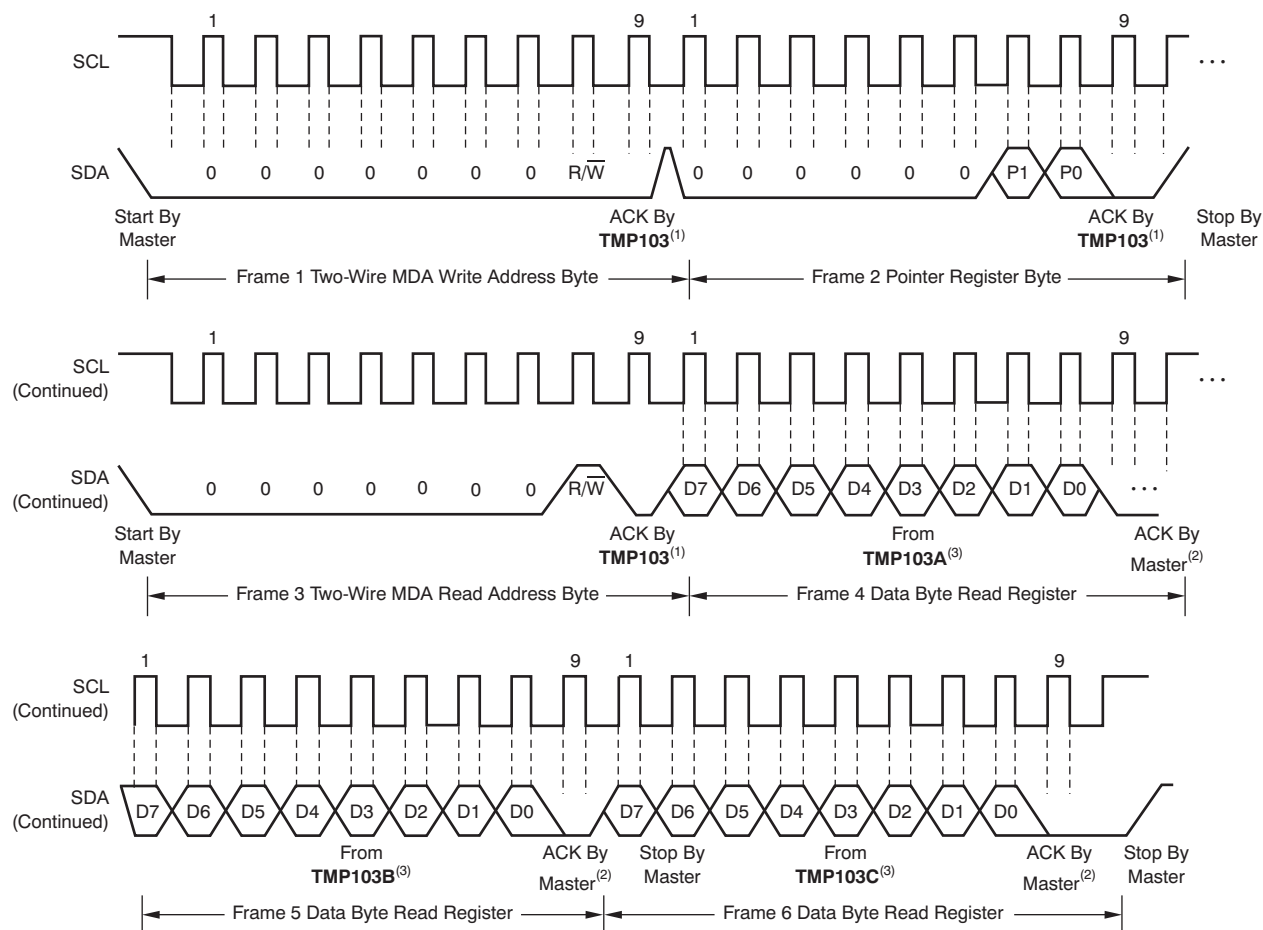 1 9 1 9
SCL ···
SDA 0 0 0 0 0 0 0 R/W̅ 0 0 0 0 0 0 P1 P0
Start By Master ACK By TMP103(1) ACK By TMP103(1) Stop By Master
Frame 1 Two-Wire MDA Write Address Byte Frame 2 Pointer Register Byte
1 9 1 9
SCL (Continued) ···
SDA (Continued) 0 0 0 0 0 0 0 R/W̅ D7 D6 D5 D4 D3 D2 D1 D0 ···
Start By Master ACK By TMP103(1) From TMP103A(3) ACK By Master(2)
Frame 3 Two-Wire MDA Read Address Byte Frame 4 Data Byte Read Register
1 9 1 9
SCL (Continued)
SDA (Continued) D7 D6 D5 D4 D3 D2 D1 D0 D7 D6 D5 D4 D3 D2 D1 D0
From TMP103B(3) ACK By Master(2) Stop By Master From TMP103C(3) ACK By Master(2) Stop By Master
Frame 5 Data Byte Read Register Frame 6 Data Byte Read Register